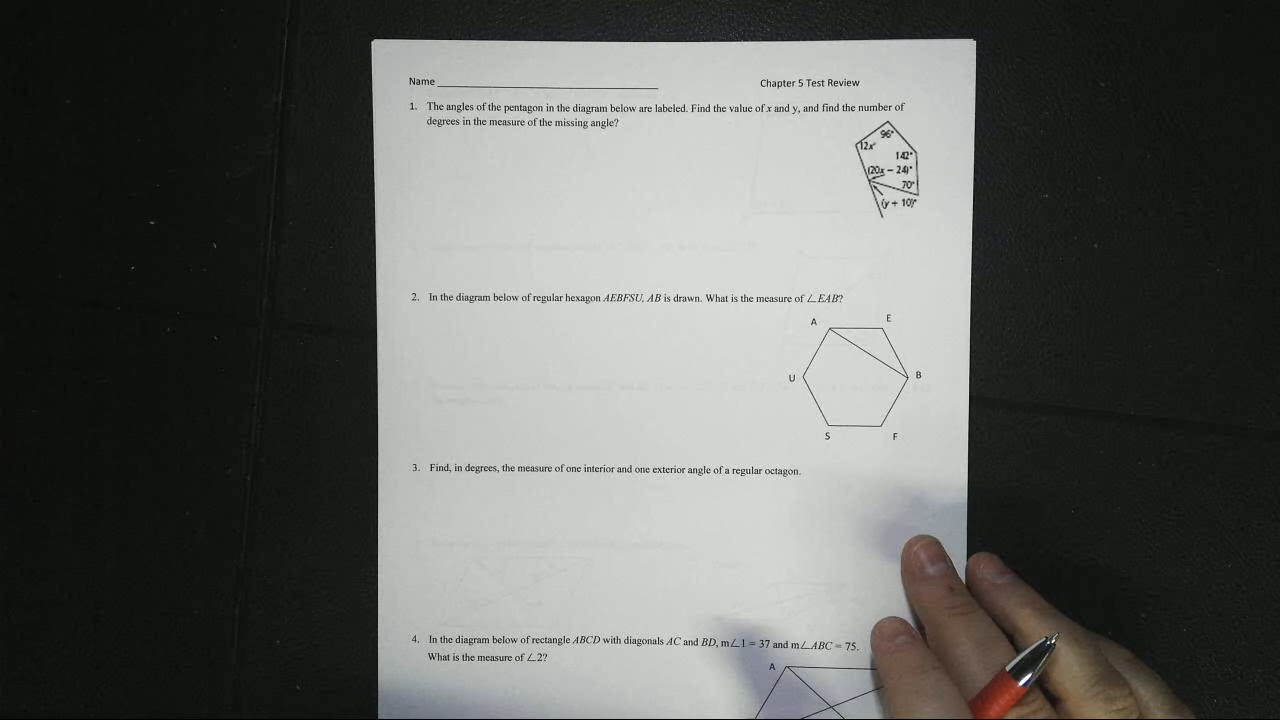 Name
Chapter 5 Test Review
1. The angles of the pentagon in the diagram below are labeled. Find the value of x and y, and find the number of
degrees in the measure of the missing angle?
96°
12x°
142°
(20x – 24)°
70°
(y + 10)°
2. In the diagram below of regular hexagon AEBFSU, AB is drawn. What is the measure of ∠EAB?
A
E
U
B
S
F
3. Find, in degrees, the measure of one interior and one exterior angle of a regular octagon.
4. In the diagram below of rectangle ABCD with diagonals AC and BD, m∠1 = 37 and m∠ABC = 75.
What is the measure of ∠2?
A